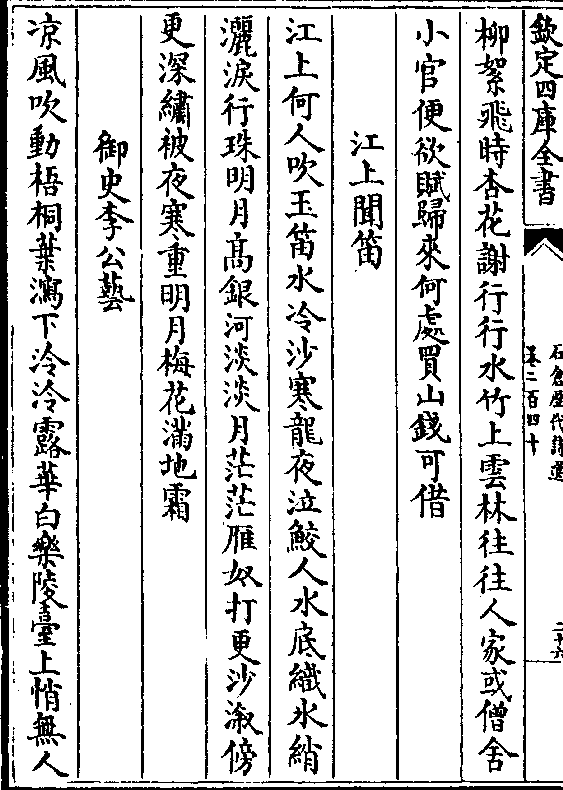 欽定四庫全書
石倉歷代詩選
卷二百四十
二十六
柳絮飛時杏花謝行行水竹上雲林往往人家或僧舍
小官便欲賦歸來何處買山錢可借
江上聞笛
江上何人吹玉笛水冷沙寒龍夜泣鮫人水底織氷綃
灑淚行珠明月髙銀河淡淡月茫茫雁奴打更沙溆傍
更深繡被夜寒重明月梅花滿地霜
御史李公藝
凉風吹動梧桐葉瀉下泠泠露華白樂陵臺上悄無人